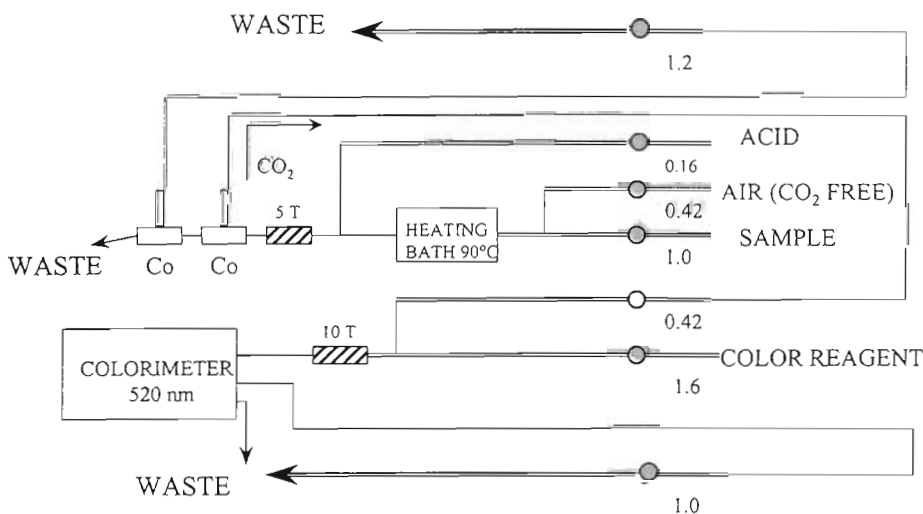 WASTE
1.2
ACID
CO₂
0.16
AIR (CO₂ FREE)
5 T
0.42
HEATING
BATH 90°C
SAMPLE
WASTE
Co
Co
1.0
0.42
10 T
COLOR REAGENT
COLORIMETER
520 nm
1.6
WASTE
1.0